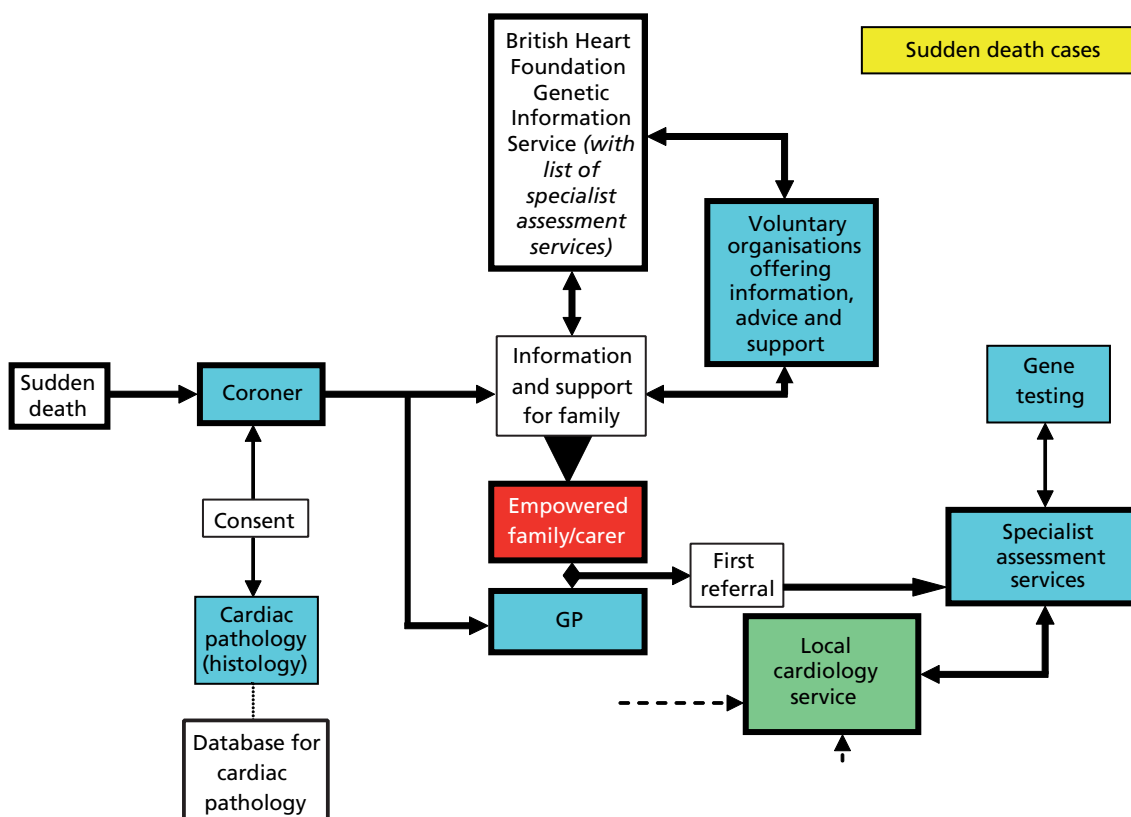 British Heart
Foundation
Genetic
Information
Service (with
list of
specialist
assessment
services)
Sudden death cases
Voluntary
organisations
offering
information,
advice and
support
Sudden
death
Coroner
Information
and support
for family
Gene
testing
Consent
Empowered
family/carer
First
referral
Specialist
assessment
services
Cardiac
pathology
(histology)
GP
Local
cardiology
service
Database for
cardiac
pathology